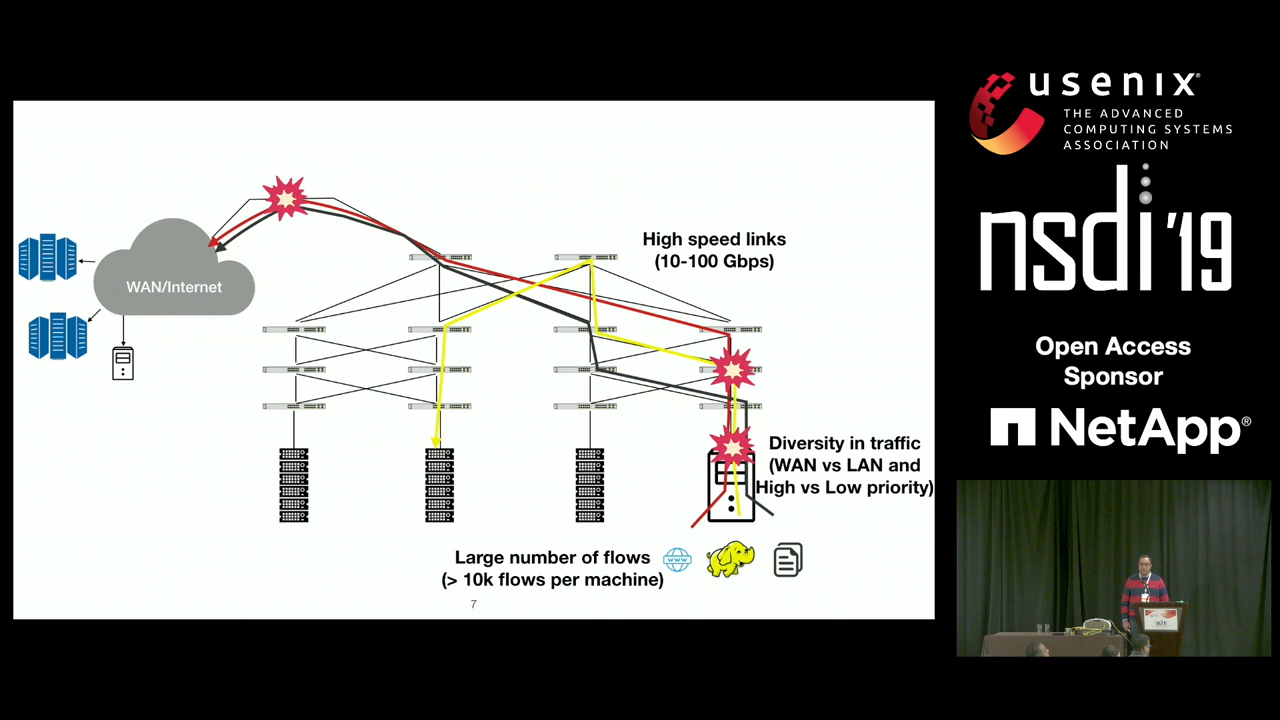 usenix
THE ADVANCED
COMPUTING SYSTEMS
ASSOCIATION
nsdi '19
Open Access
Sponsor
NetApp®
High speed links
(10-100 Gbps)
WAN/Internet
Diversity in traffic
(WAN vs LAN and
High vs Low priority)
Large number of flows
(> 10k flows per machine)
www
7